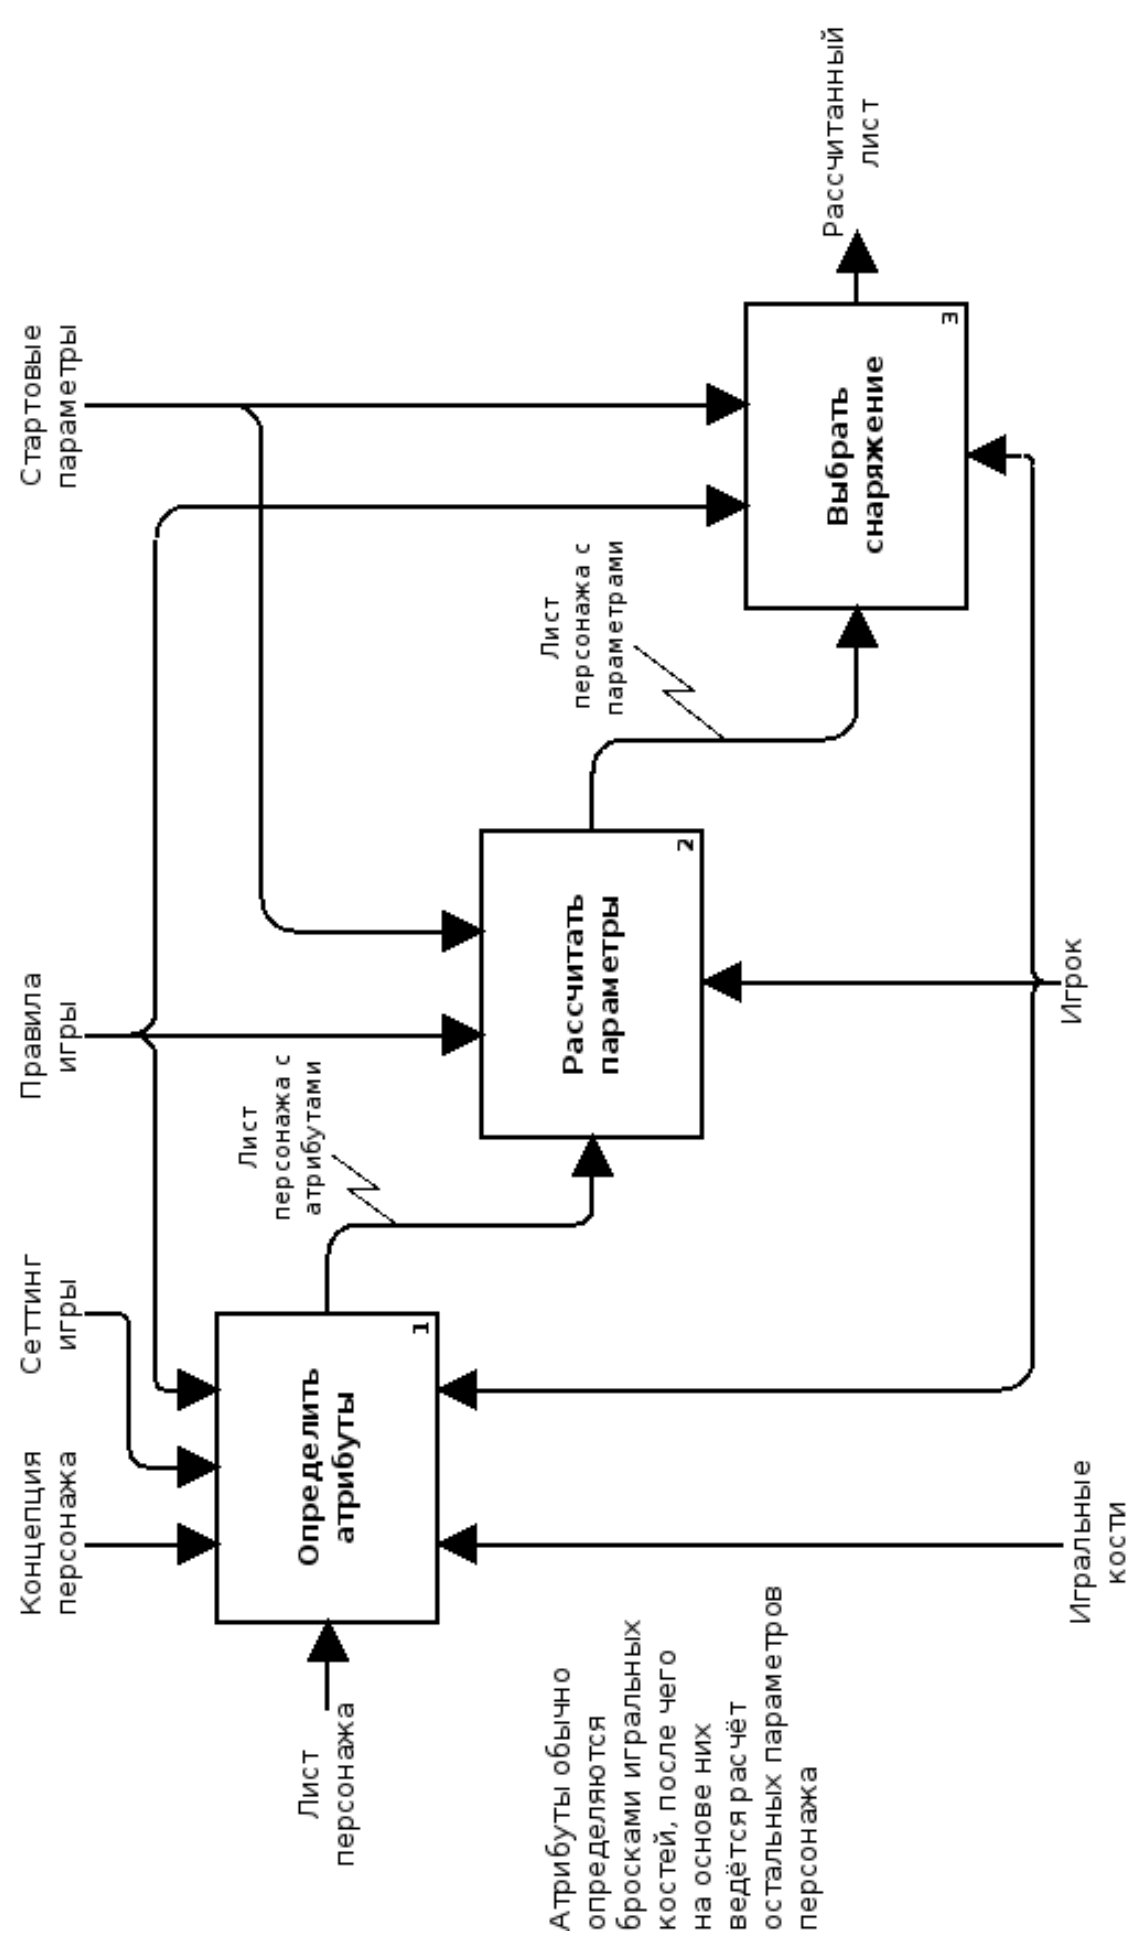 Концепция
персонажа
Сеттинг
игры
Правила
игры
Стартовые
параметры
Лист
персонажа
Определить
атрибуты
1
Лист
персонажа с
атрибутами
Рассчитать
параметры
2
Лист
персонажа с
параметрами
Выбрать
снаряжение
3
Рассчитанный
лист
Атрибуты обычно
определяются
бросками игральных
костей, после чего
на основе них
ведётся расчёт
остальных параметров
персонажа
Игральные
кости
Игрок